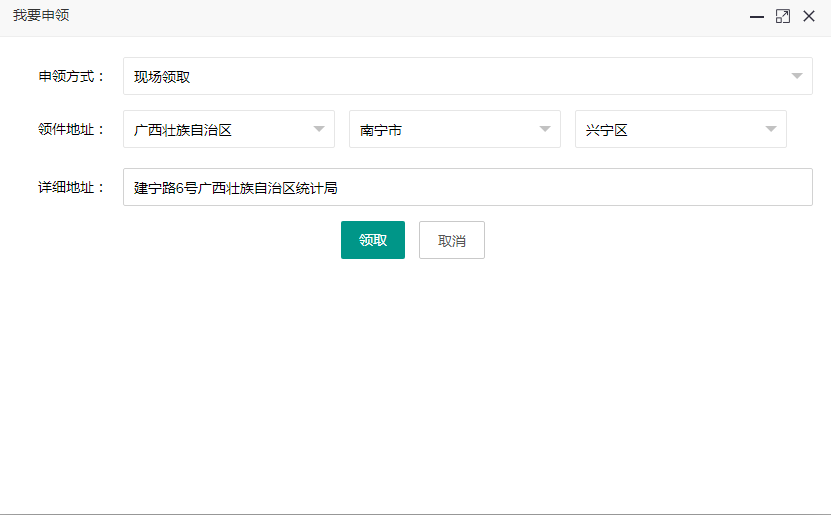 我要申领
申领方式： 现场领取
领件地址： 广西壮族自治区 南宁市 兴宁区
详细地址： 建宁路6号广西壮族自治区统计局
领取 取消